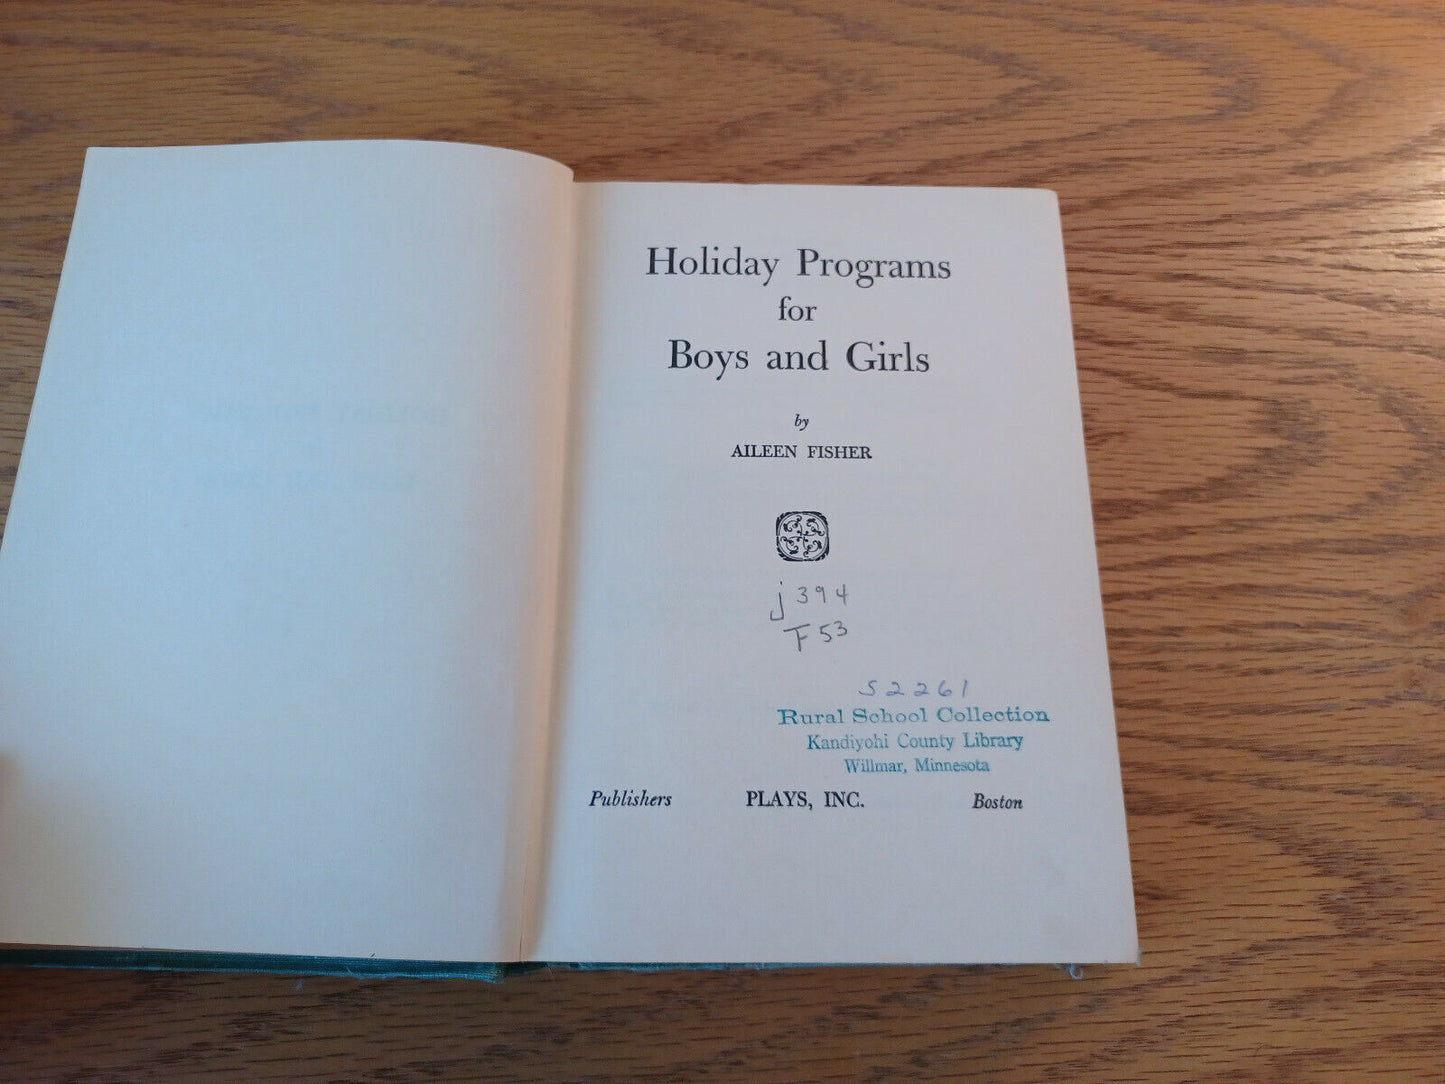 Holiday Programs
for
Boys and Girls
by
AILEEN FISHER
j 394
F53
S2261
Rural School Collection
Kandiyohi County Library
Willmar, Minnesota
Publishers PLAYS, INC. Boston